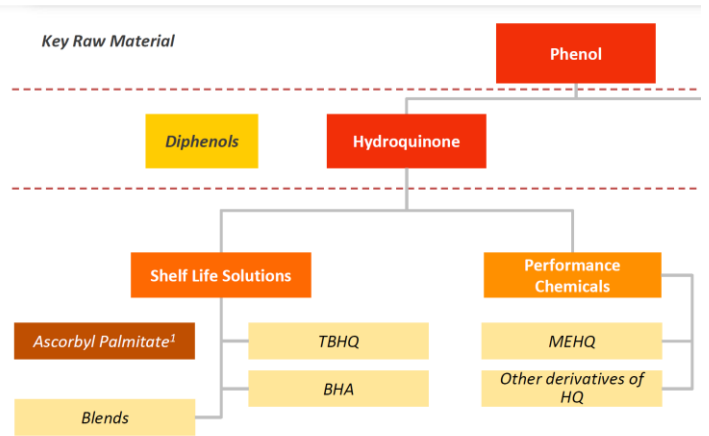 Key Raw Material
Phenol
Diphenols
Hydroquinone
Shelf Life Solutions
Performance
Chemicals
Ascorbyl Palmitate¹
TBHQ
MEHQ
BHA
Other derivatives of
HQ
Blends